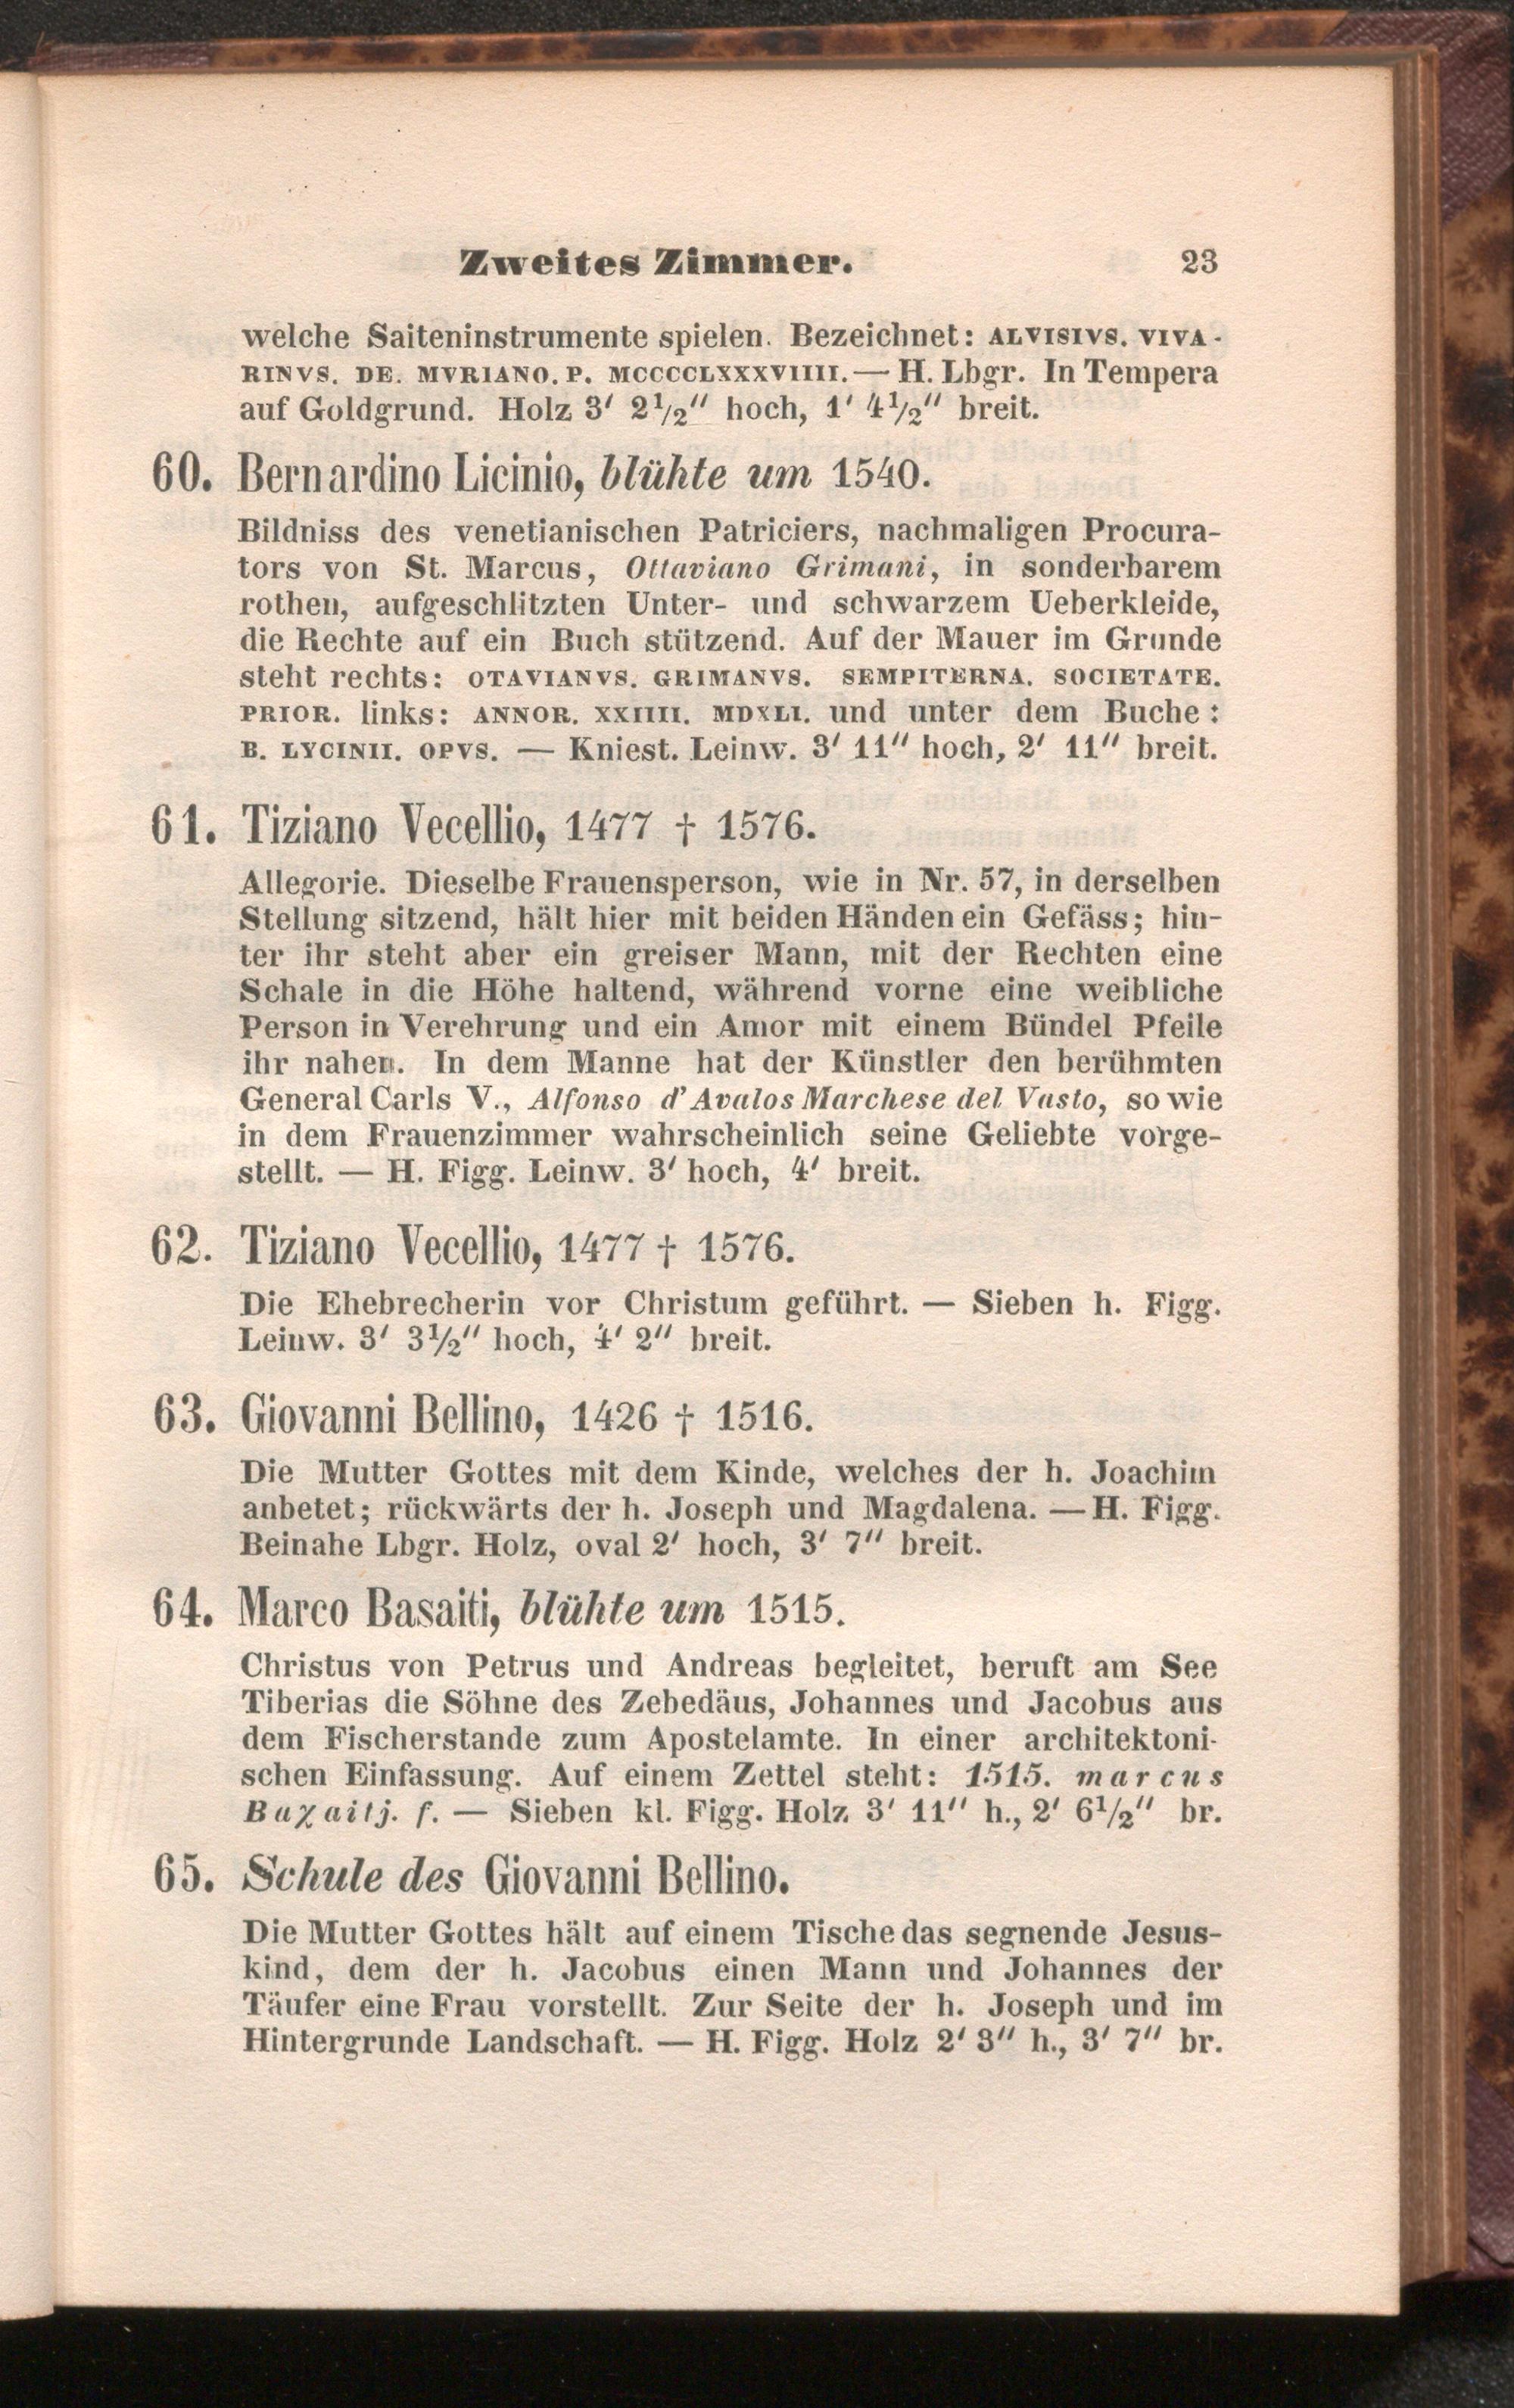 Zweites Zimmer. 23
welche Saiteninstrumente spielen. Bezeichnet: ALVISIVS. VIVA-
RINVS. DE. MVRIANO. P. MCCCCLXXXVIIII. — H. Lbgr. In Tempera
auf Goldgrund. Holz 3′ 2½″ hoch, 1′ 4½″ breit.
60. Bernardino Licinio, blühte um 1540.
Bildniss des venetianischen Patriciers, nachmaligen Procura-
tors von St. Marcus, Ottaviano Grimani, in sonderbarem
rothen, aufgeschlitzten Unter- und schwarzem Ueberkleide,
die Rechte auf ein Buch stützend. Auf der Mauer im Grunde
steht rechts: OTAVIANVS. GRIMANVS. SEMPITERNA. SOCIETATE.
PRIOR. links: ANNOR. XXIIII. MDXLI. und unter dem Buche:
B. LYCINII. OPVS. — Kniest. Leinw. 3′ 11″ hoch, 2′ 11″ breit.
61. Tiziano Vecellio, 1477 † 1576.
Allegorie. Dieselbe Frauensperson, wie in Nr. 57, in derselben
Stellung sitzend, hält hier mit beiden Händen ein Gefäss; hin-
ter ihr steht aber ein greiser Mann, mit der Rechten eine
Schale in die Höhe haltend, während vorne eine weibliche
Person in Verehrung und ein Amor mit einem Bündel Pfeile
ihr nahen. In dem Manne hat der Künstler den berühmten
General Carls V., Alfonso d'Avalos Marchese del Vasto, so wie
in dem Frauenzimmer wahrscheinlich seine Geliebte vorge-
stellt. — H. Figg. Leinw. 3′ hoch, 4′ breit.
62. Tiziano Vecellio, 1477 † 1576.
Die Ehebrecherin vor Christum geführt. — Sieben h. Figg.
Leinw. 3′ 3½″ hoch, 4′ 2″ breit.
63. Giovanni Bellino, 1426 † 1516.
Die Mutter Gottes mit dem Kinde, welches der h. Joachim
anbetet; rückwärts der h. Joseph und Magdalena. — H. Figg.
Beinahe Lbgr. Holz, oval 2′ hoch, 3′ 7″ breit.
64. Marco Basaiti, blühte um 1515.
Christus von Petrus und Andreas begleitet, beruft am See
Tiberias die Söhne des Zebedäus, Johannes und Jacobus aus
dem Fischerstande zum Apostelamte. In einer architektoni-
schen Einfassung. Auf einem Zettel steht: 1515. marcus
Baχaitj. f. — Sieben kl. Figg. Holz 3′ 11″ h., 2′ 6½″ br.
65. Schule des Giovanni Bellino.
Die Mutter Gottes hält auf einem Tische das segnende Jesus-
kind, dem der h. Jacobus einen Mann und Johannes der
Täufer eine Frau vorstellt. Zur Seite der h. Joseph und im
Hintergrunde Landschaft. — H. Figg. Holz 2′ 3″ h., 3′ 7″ br.